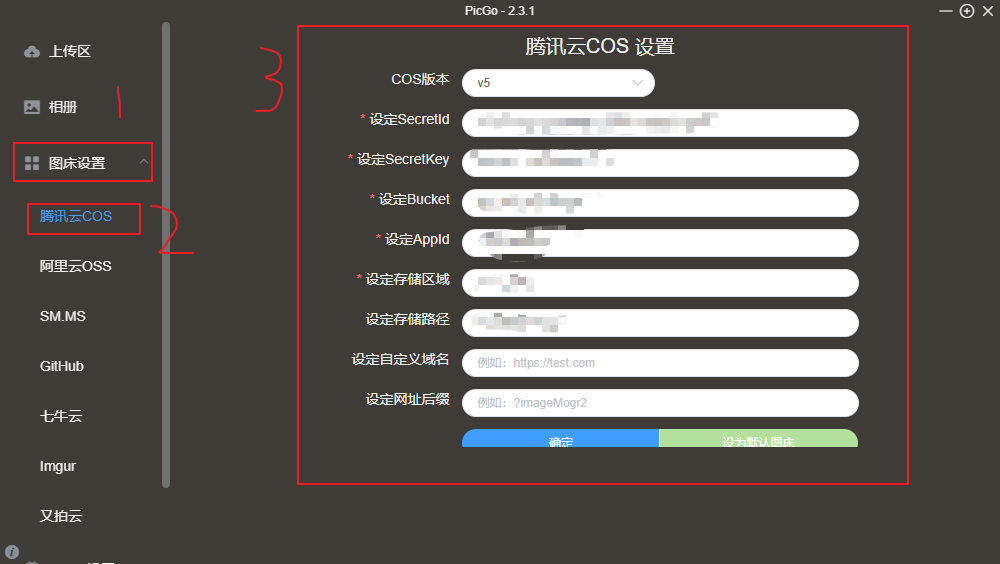 PicGo - 2.3.1
上传区
相册
1
图床设置
腾讯云COS
2
阿里云OSS
SM.MS
GitHub
七牛云
Imgur
又拍云
3
腾讯云COS 设置
COS版本
v5
* 设定SecretId
* 设定SecretKey
* 设定Bucket
* 设定AppId
* 设定存储区域
设定存储路径
设定自定义域名
例如：https://test.com
设定网址后缀
例如：?imageMogr2
确定
设为默认图床